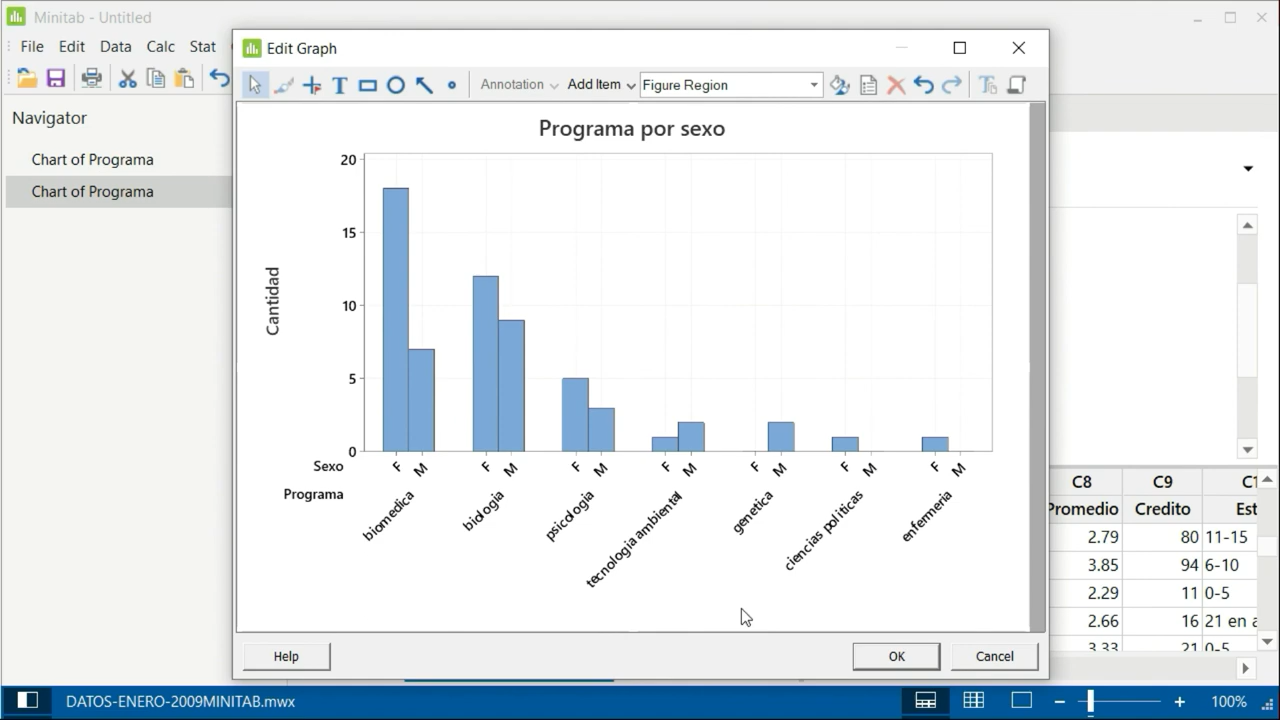 Minitab - Untitled
File Edit Data Calc Stat
Edit Graph
Annotation Add Item Figure Region
Navigator
Chart of Programa
Chart of Programa
Programa por sexo
Cantidad
20
15
10
5
0
Sexo F M F M F M F M F M F M F M
Programa biomedica biologia psicologia tecnologia ambiental genetica ciencias politicas enfermeria
C8 C9
Promedio Credito Est
2.79 80 11-15
3.85 94 6-10
2.29 11 0-5
2.66 16 21 en a
3.33 21 0-5
Help OK Cancel
DATOS-ENERO-2009MINITAB.mwx 100%